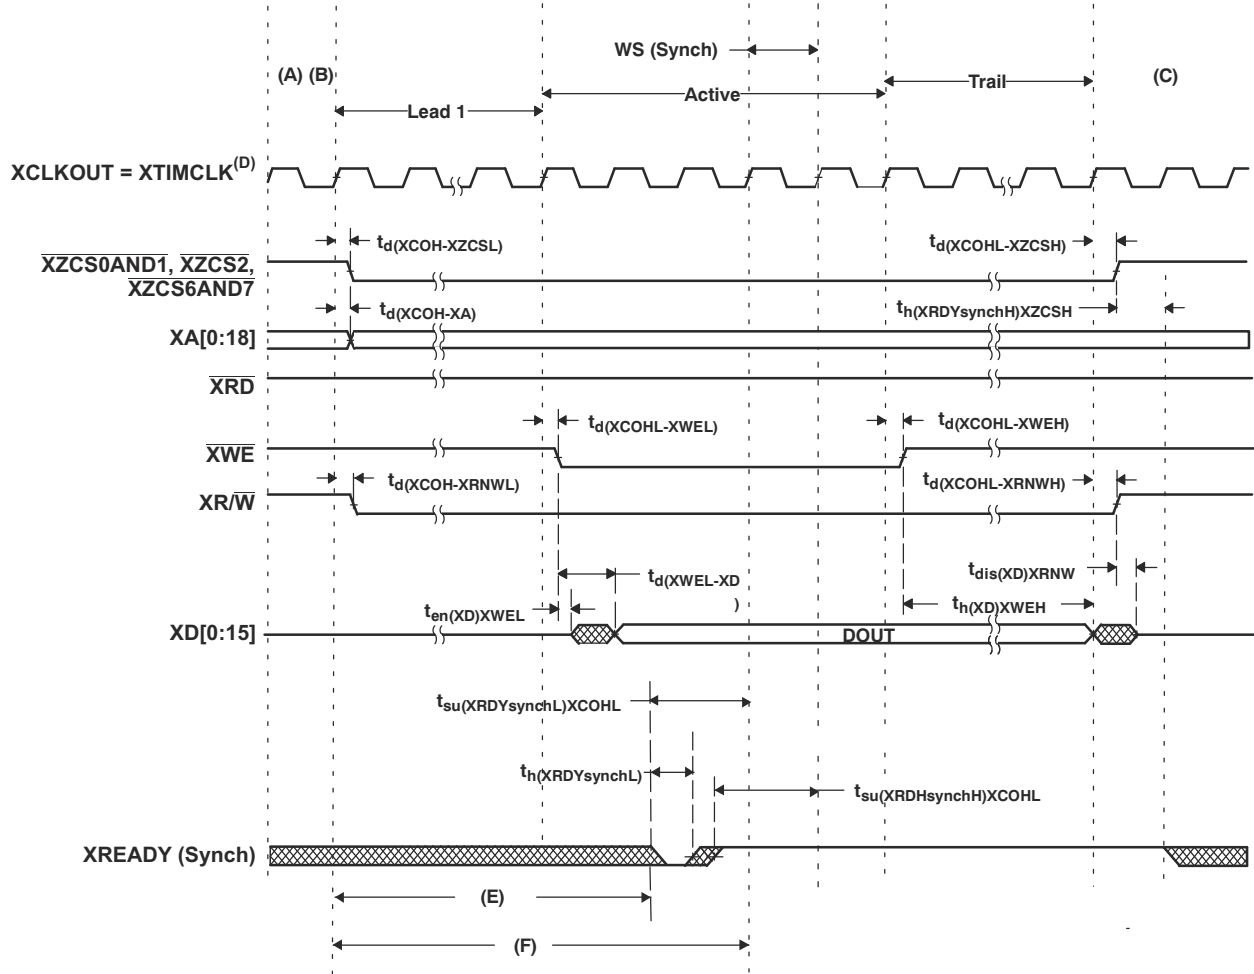 WS (Synch)
(A) (B)
Trail
(C)
Active
Lead 1
XCLKOUT = XTIMCLK(D)
td(XCOH-XZCSL)
td(XCOHL-XZCSH)
XZCS0AND1, XZCS2,
XZCS6AND7
td(XCOH-XA)
th(XRDYsynchH)XZCSH
XA[0:18]
XRD
td(XCOHL-XWEL)
td(XCOHL-XWEH)
XWE
td(XCOH-XRNWL)
td(XCOHL-XRNWH)
XR/W
td(XWEL-XD
)
tdis(XD)XRNW
ten(XD)XWEL
th(XD)XWEH
XD[0:15]
DOUT
tsu(XRDYsynchL)XCOHL
th(XRDYsynchL)
tsu(XRDHsynchH)XCOHL
XREADY (Synch)
(E)
(F)